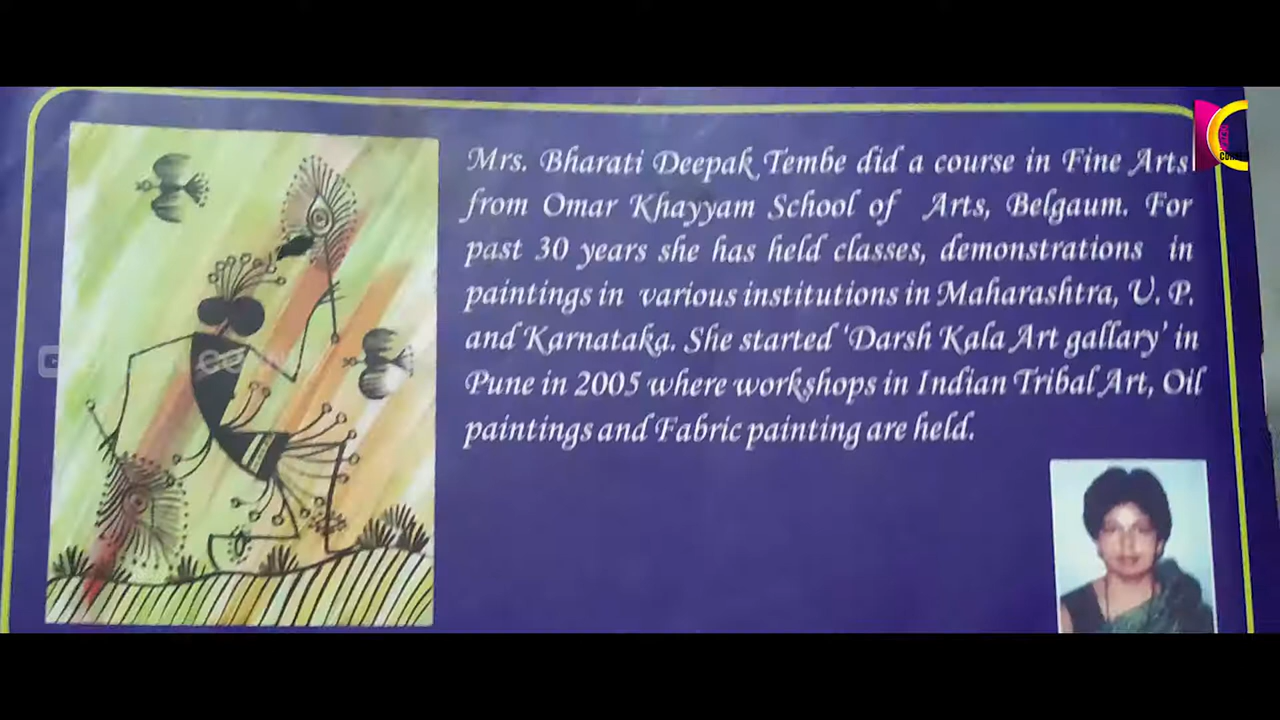 Mrs. Bharati Deepak Tembe did a course in Fine Arts
from Omar Khayyam School of Arts, Belgaum. For
past 30 years she has held classes, demonstrations in
paintings in various institutions in Maharashtra, U. P.
and Karnataka. She started ‘Darsh Kala Art gallary’ in
Pune in 2005 where workshops in Indian Tribal Art, Oil
paintings and Fabric painting are held.